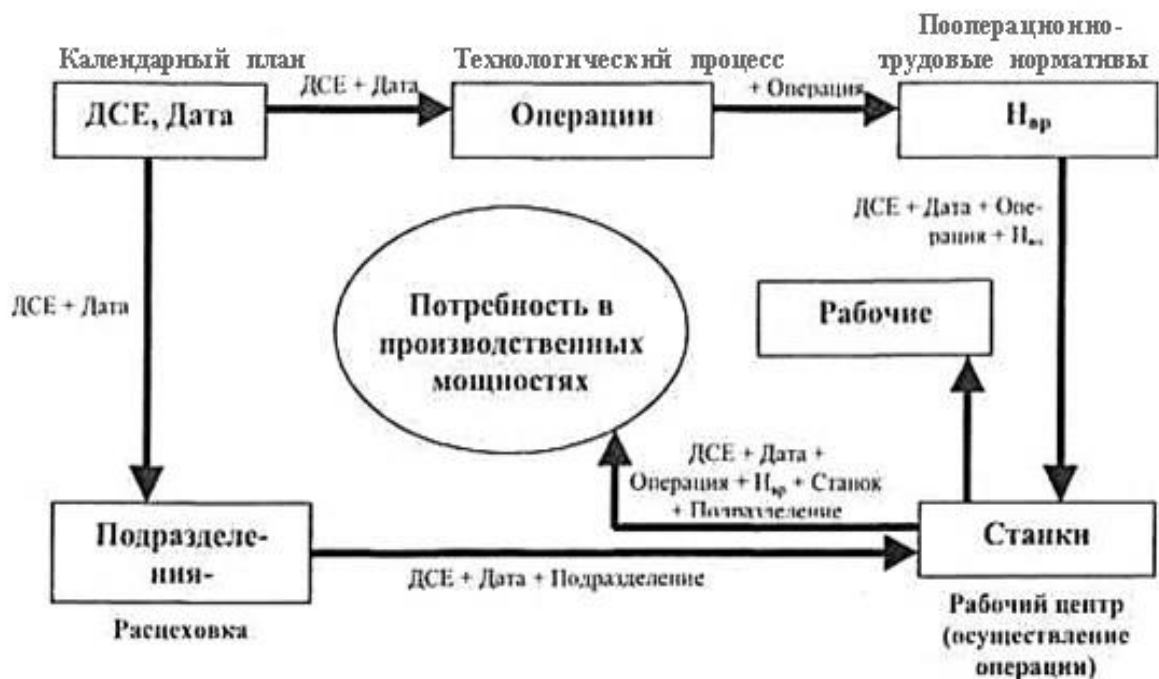 Календарный план
Технологический процесс
Пооперационно-
трудовые нормативы
ДСЕ, Дата
ДСЕ + Дата
Операции
+ Операция
Нвр
ДСЕ + Дата + Опе-
рация + Нвр
ДСЕ + Дата
Потребность в
производственных
мощностях
Рабочие
ДСЕ + Дата +
Операция + Нвр + Станок
+ Подразделение
Подразделе-
ния-
Станки
ДСЕ + Дата + Подразделение
Расцеховка
Рабочий центр
(осуществление
операции)